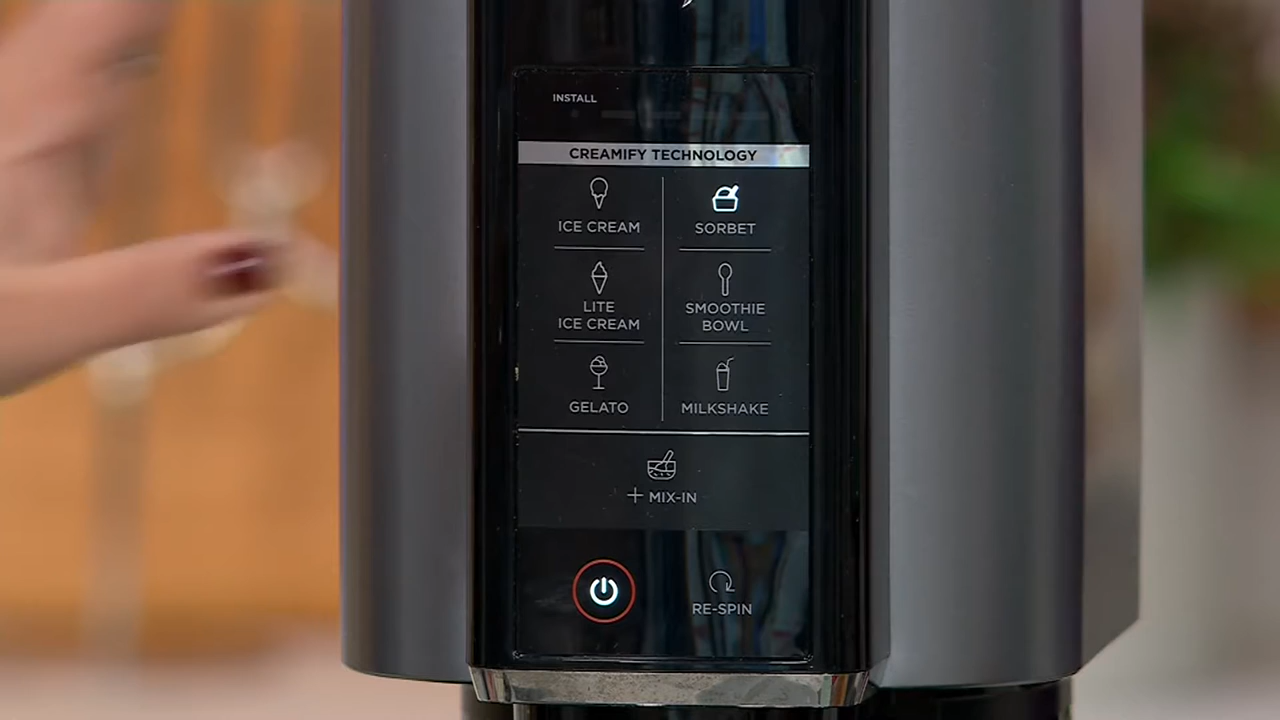 INSTALL
CREAMIFY TECHNOLOGY
ICE CREAM
SORBET
LITE
ICE CREAM
SMOOTHIE
BOWL
GELATO
MILKSHAKE
+ MIX-IN
RE-SPIN